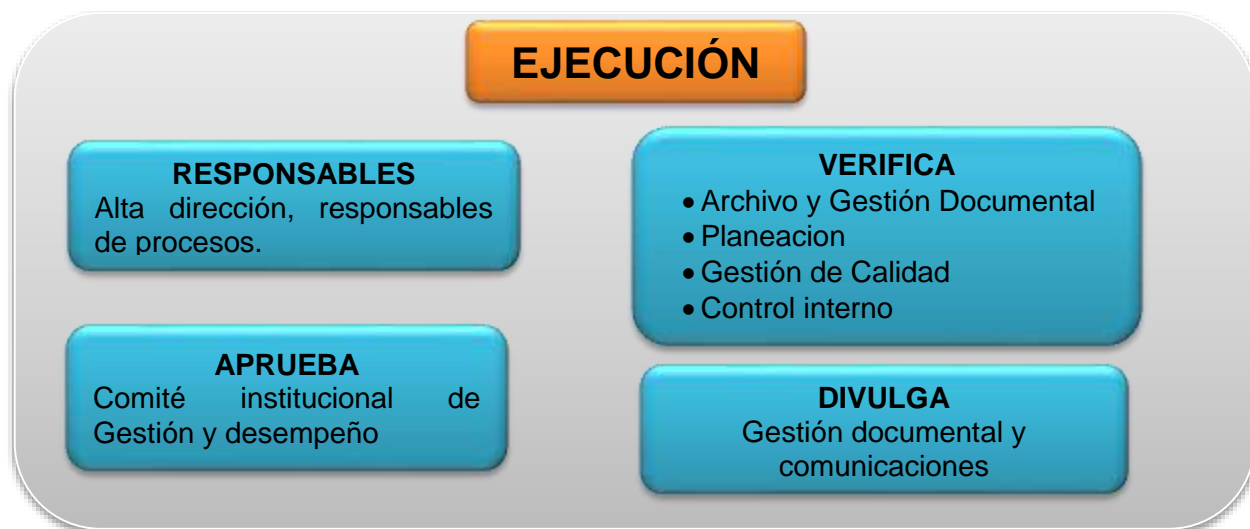 EJECUCIÓN
RESPONSABLES
Alta dirección, responsables
de procesos.
VERIFICA
• Archivo y Gestión Documental
• Planeacion
• Gestión de Calidad
• Control interno
APRUEBA
Comité institucional de
Gestión y desempeño
DIVULGA
Gestión documental y
comunicaciones